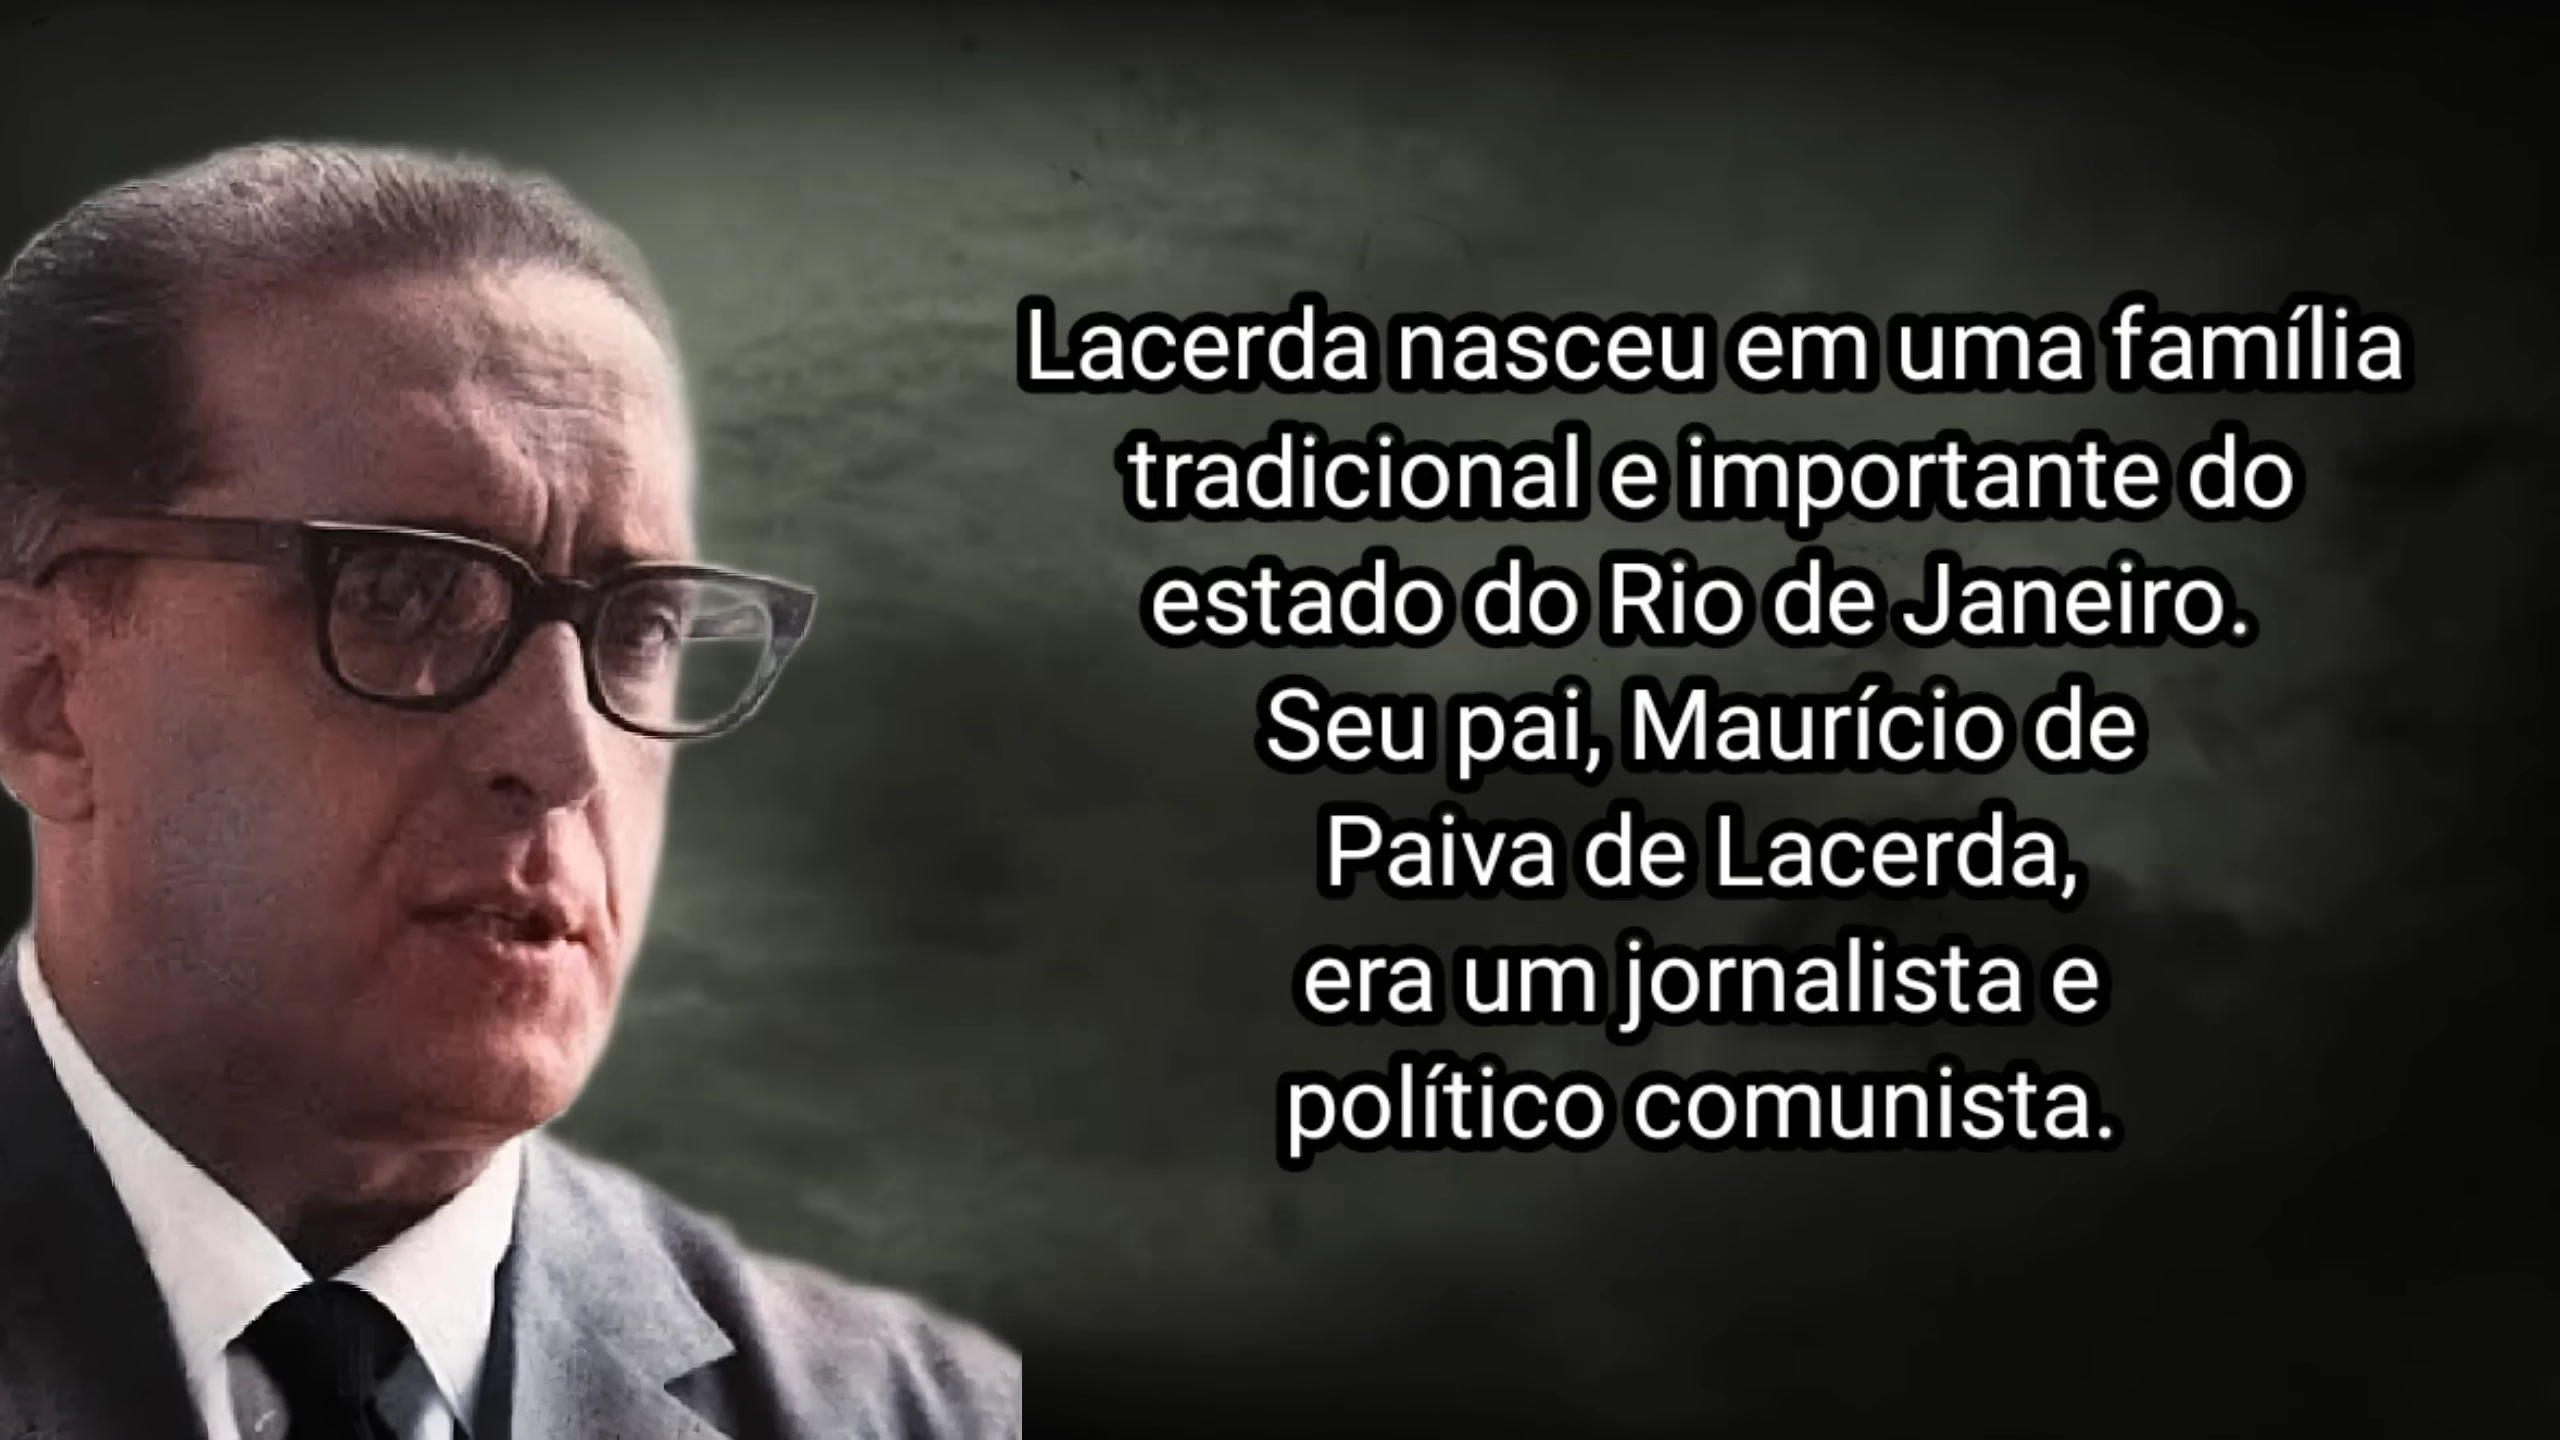 Lacerda nasceu em uma família
tradicional e importante do
estado do Rio de Janeiro.
Seu pai, Maurício de
Paiva de Lacerda,
era um jornalista e
político comunista.